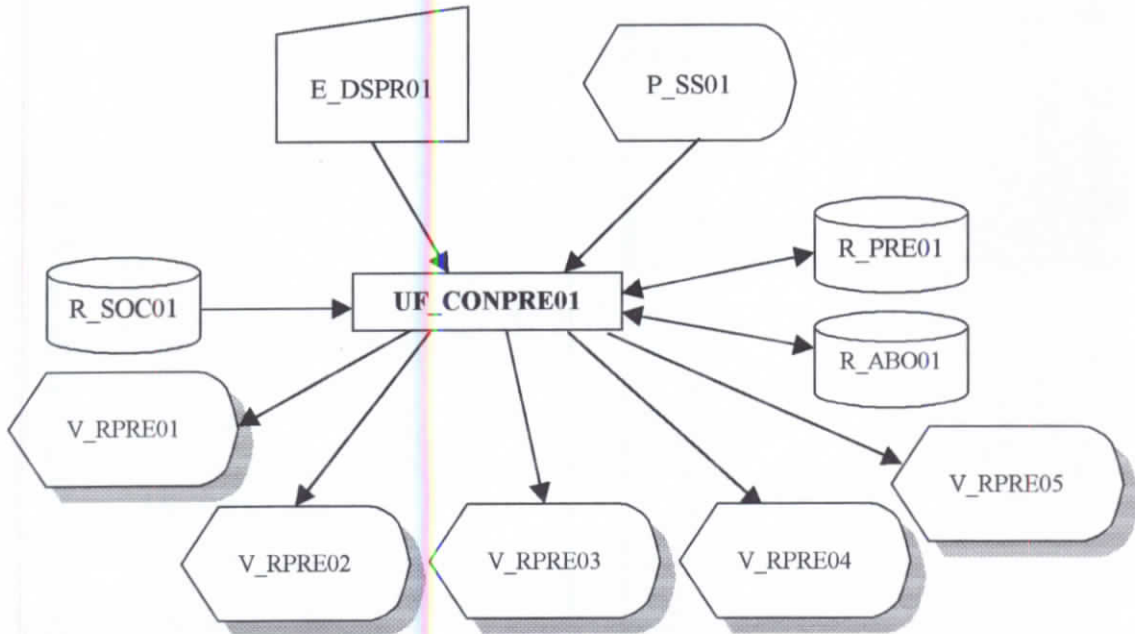 E_DSPR01
P_SS01
R_PRE01
R_SOC01
UF_CONPRE01
R_ABO01
V_RPRE01
V_RPRE05
V_RPRE02
V_RPRE03
V_RPRE04